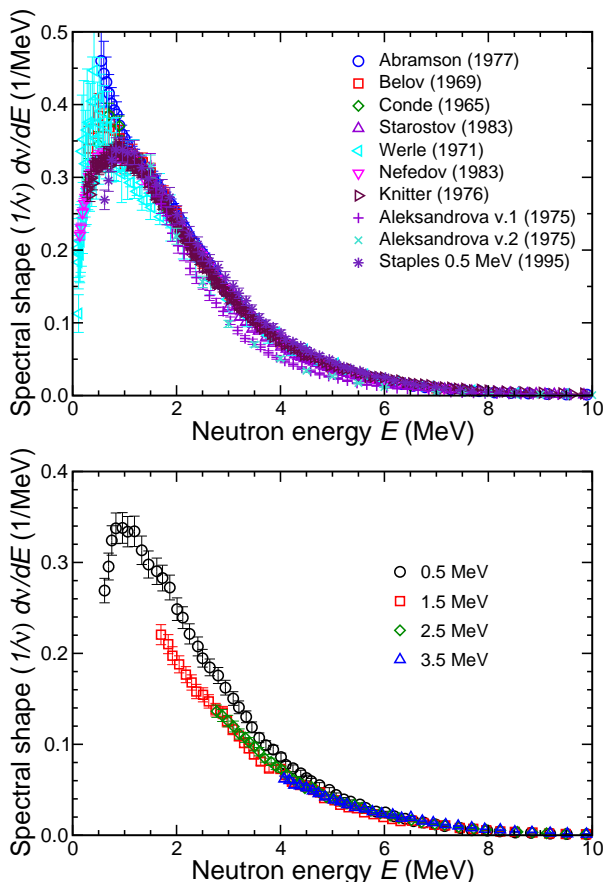 Spectral shape (1/ν) dν/dE (1/MeV)
0.5
0.4
0.3
0.2
0.1
0.0
Abramson (1977)
Belov (1969)
Conde (1965)
Starostov (1983)
Werle (1971)
Nefedov (1983)
Knitter (1976)
Aleksandrova v.1 (1975)
Aleksandrova v.2 (1975)
Staples 0.5 MeV (1995)
0 2 4 6 8 10
Neutron energy E (MeV)
Spectral shape (1/ν) dν/dE (1/MeV)
0.4
0.3
0.2
0.1
0.0
0.5 MeV
1.5 MeV
2.5 MeV
3.5 MeV
0 2 4 6 8 10
Neutron energy E (MeV)